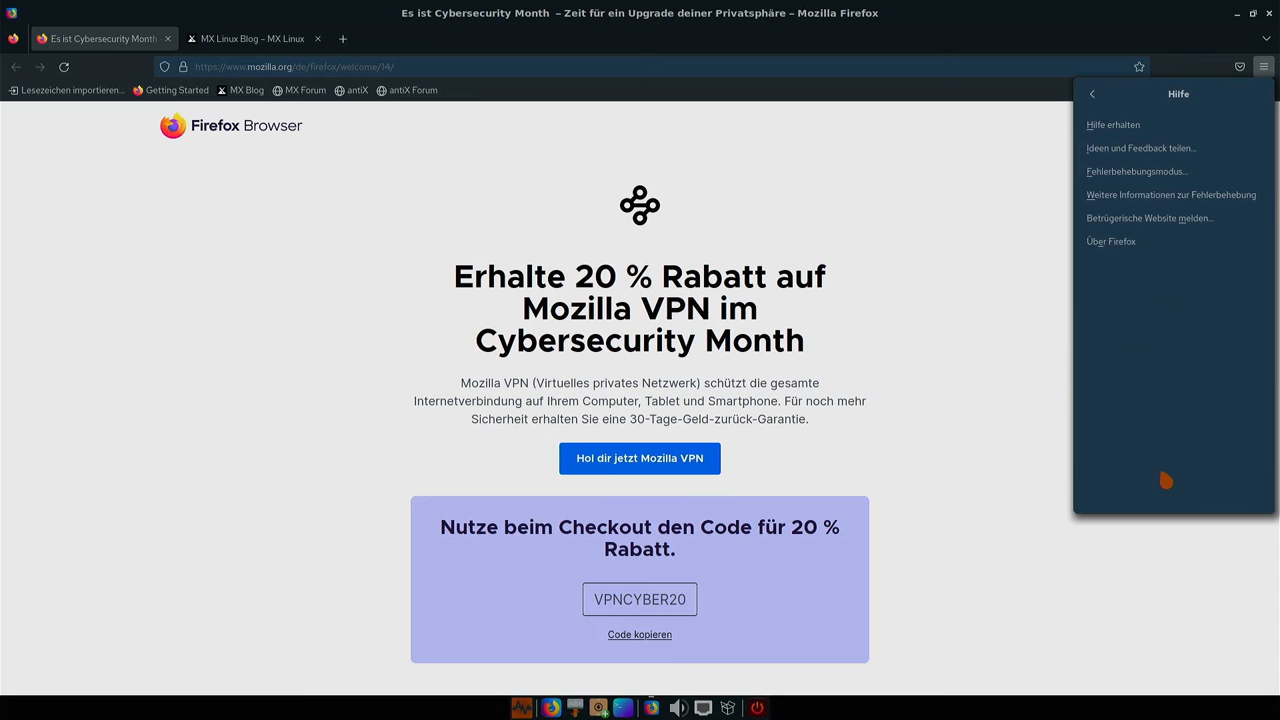 Es ist Cybersecurity Month – Zeit für ein Upgrade deiner Privatsphäre – Mozilla Firefox
Es ist Cybersecurity Month
MX Linux Blog – MX Linux
https://www.mozilla.org/de/firefox/welcome/14/
Lesezeichen importieren...
Getting Started
MX Blog
MX Forum
antiX
antiX Forum
Firefox Browser
Erhalte 20 % Rabatt auf
Mozilla VPN im
Cybersecurity Month
Mozilla VPN (Virtuelles privates Netzwerk) schützt die gesamte
Internetverbindung auf Ihrem Computer, Tablet und Smartphone. Für noch mehr
Sicherheit erhalten Sie eine 30-Tage-Geld-zurück-Garantie.
Hol dir jetzt Mozilla VPN
Nutze beim Checkout den Code für 20 %
Rabatt.
VPNCYBER20
Code kopieren
Hilfe
Hilfe erhalten
Ideen und Feedback teilen...
Fehlerbehebungsmodus...
Weitere Informationen zur Fehlerbehebung
Betrügerische Website melden...
Über Firefox